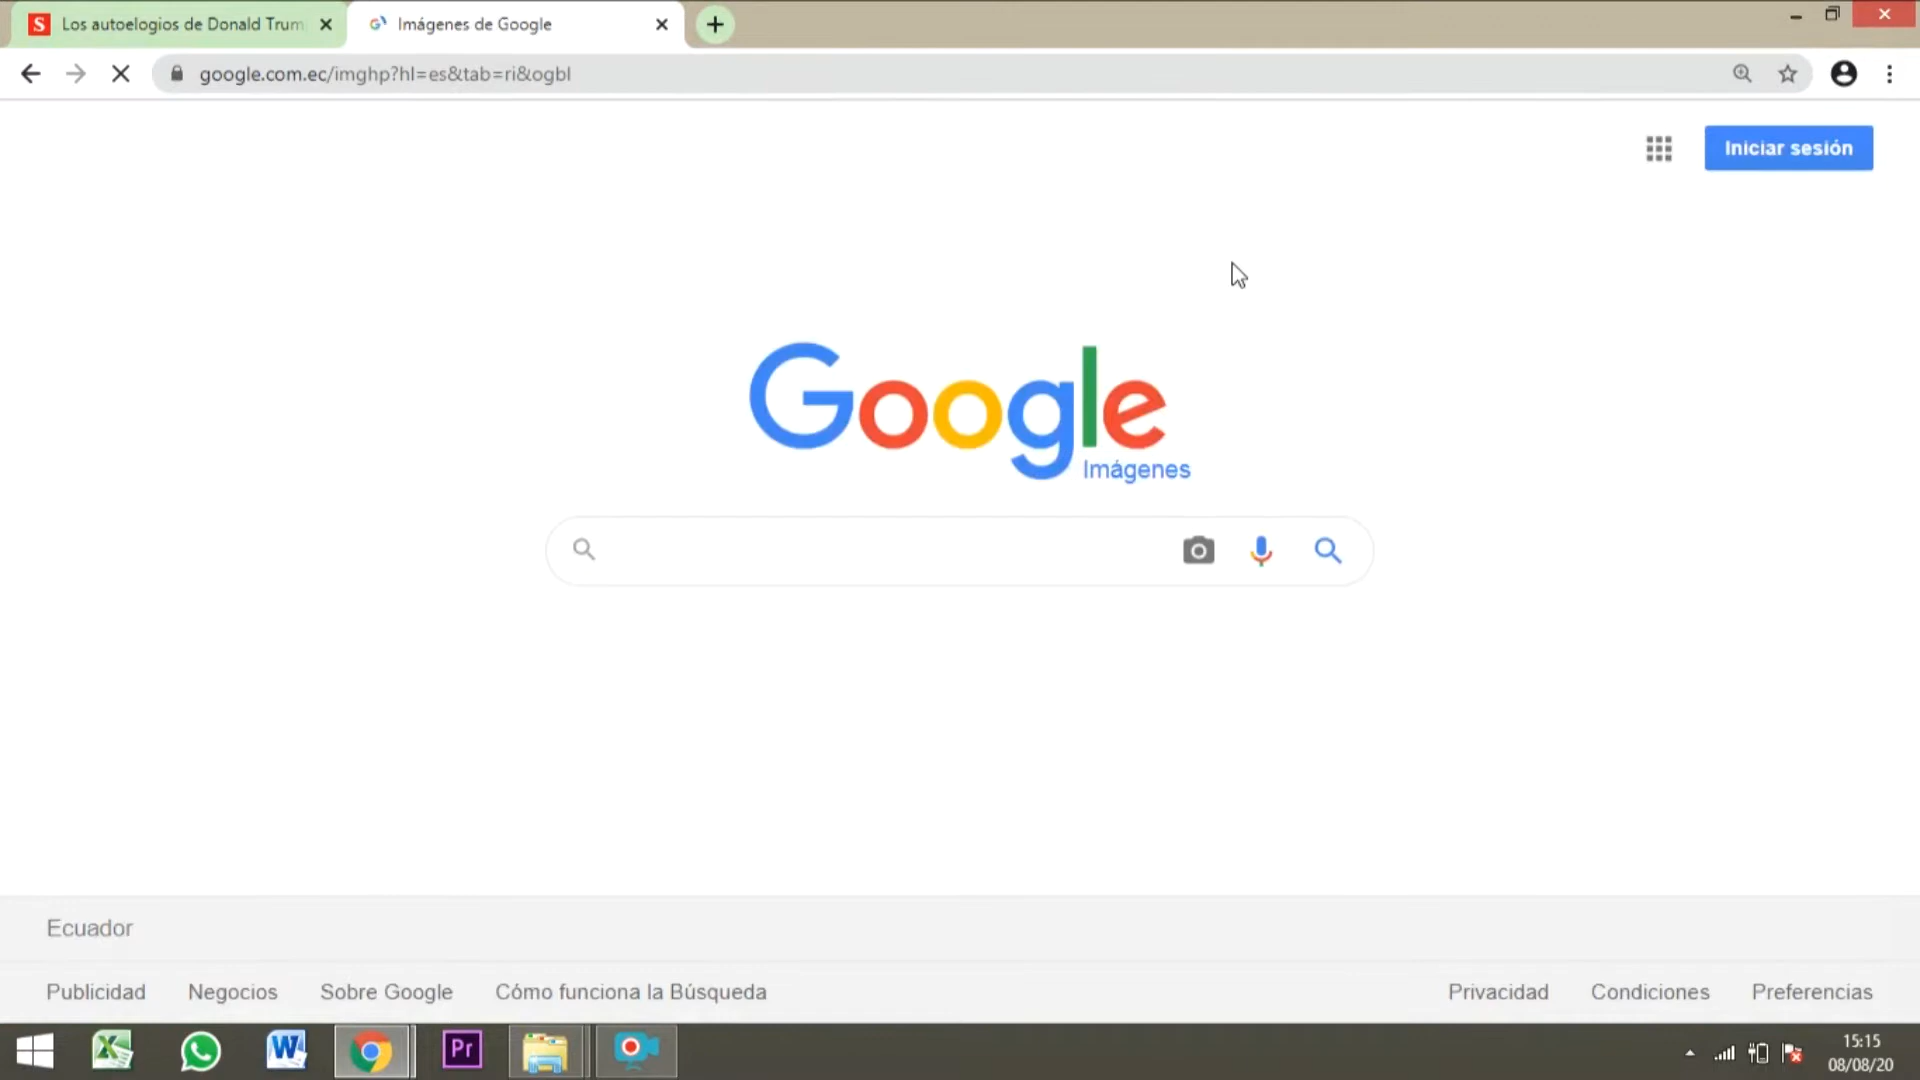 S Los autoelogios de Donald Trum
G Imágenes de Google
google.com.ec/imghp?hl=es&tab=ri&ogbl
Iniciar sesión
Google
Imágenes
Ecuador
Publicidad Negocios Sobre Google Cómo funciona la Búsqueda Privacidad Condiciones Preferencias
X W Pr
15:15
08/08/20